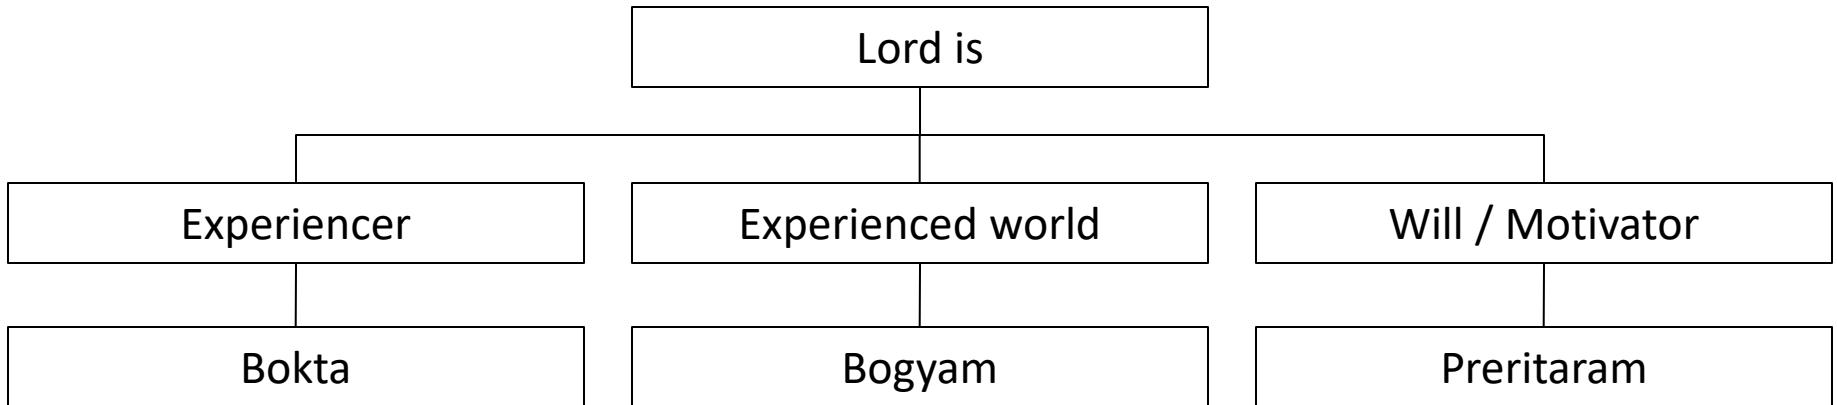 Lord is
Experiencer
Experienced world
Will / Motivator
Bokta
Bogyam
Preritaram